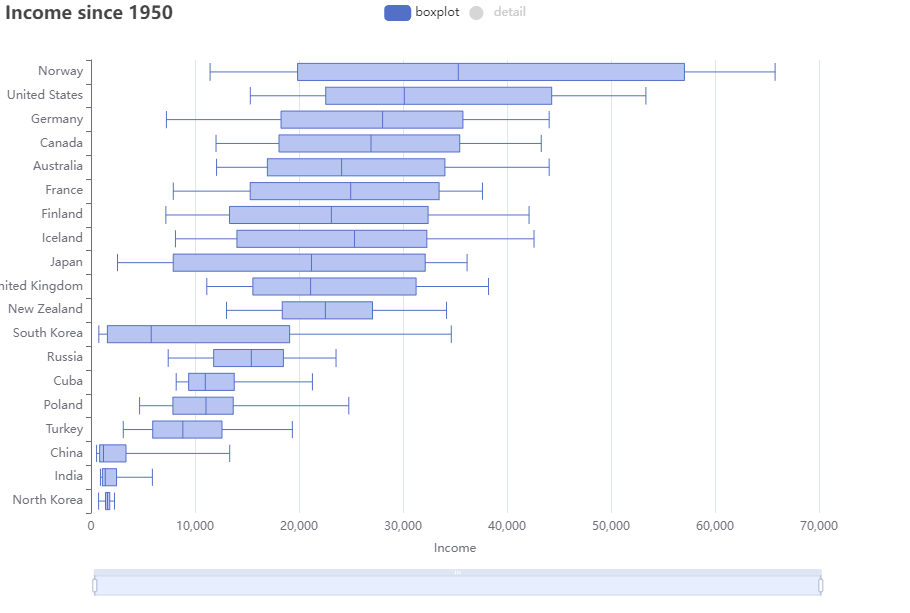 Income since 1950
boxplot
detail
Norway
United States
Germany
Canada
Australia
France
Finland
Iceland
Japan
nited Kingdom
New Zealand
South Korea
Russia
Cuba
Poland
Turkey
China
India
North Korea
0 10,000 20,000 30,000 40,000 50,000 60,000 70,000
Income